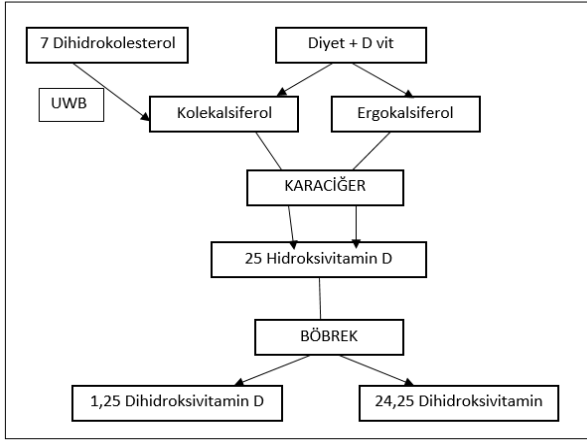 7 Dihidrokolesterol
Diyet + D vit
UWB
Kolekalsiferol
Ergokalsiferol
KARACİĞER
25 Hidroksivitamin D
BÖBREK
1,25 Dihidroksivitamin D
24,25 Dihidroksivitamin